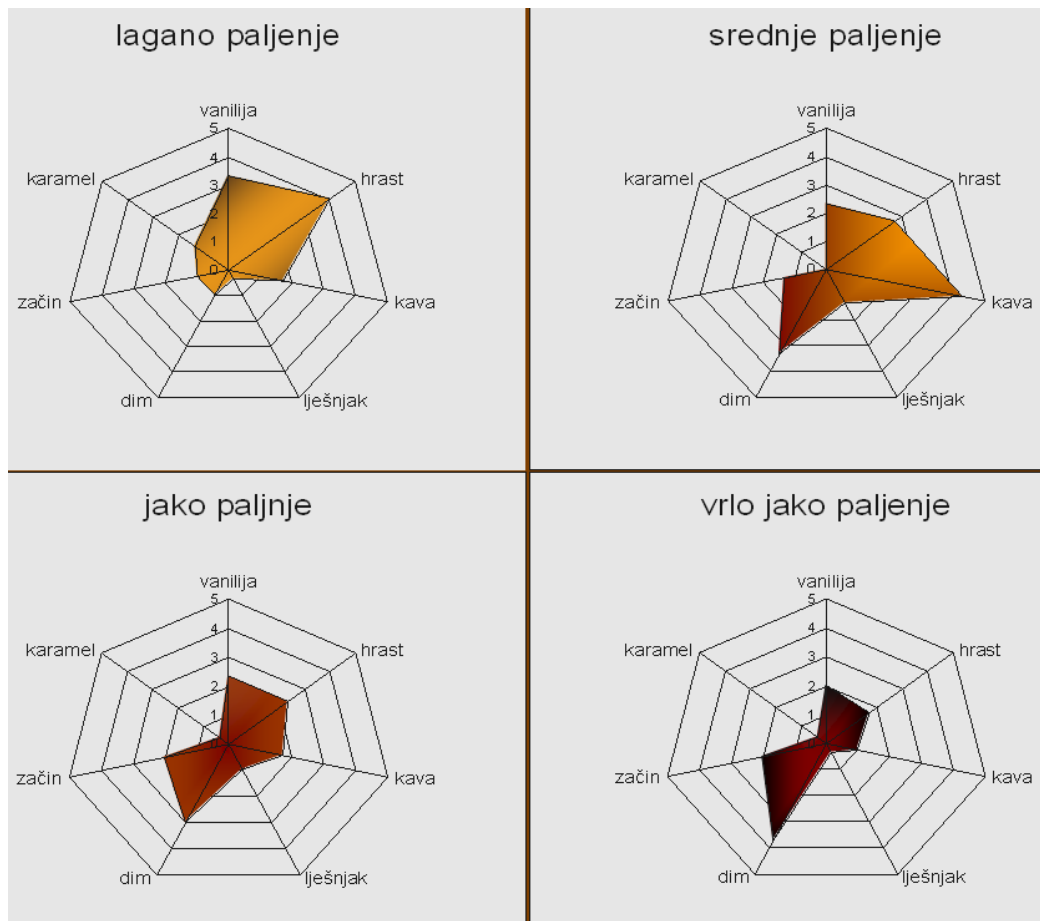 lagano paljenje
vanilija
5
4
3
2
1
0
karamel
hrast
začin
kava
dim
lješnjak
srednje paljenje
vanilija
5
4
3
2
1
0
karamel
hrast
začin
kava
dim
lješnjak
jako paljnje
vanilija
5
4
3
2
1
0
karamel
hrast
začin
kava
dim
lješnjak
vrlo jako paljenje
vanilija
5
4
3
2
1
0
karamel
hrast
začin
kava
dim
lješnjak